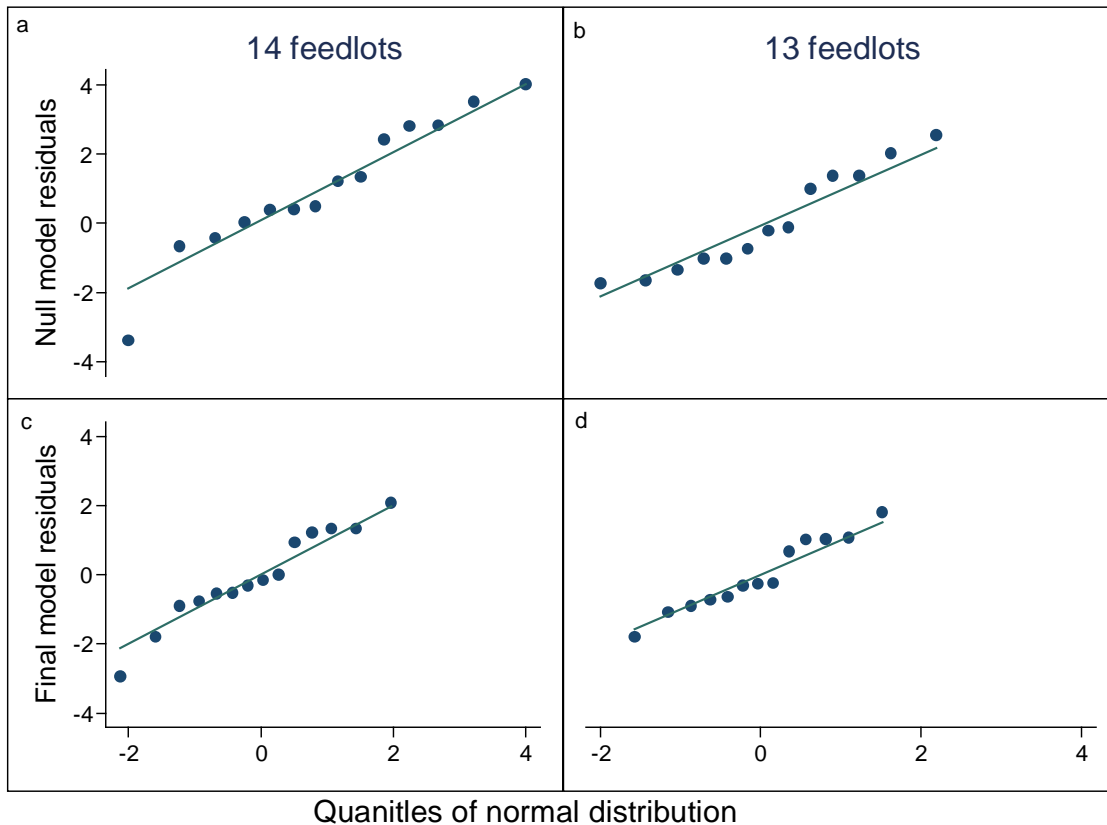 a
14 feedlots
b
13 feedlots
Null model residuals
4
2
0
-2
-4
c
d
Final model residuals
4
2
0
-2
-4
-2 0 2 4
-2 0 2 4
Quanitles of normal distribution